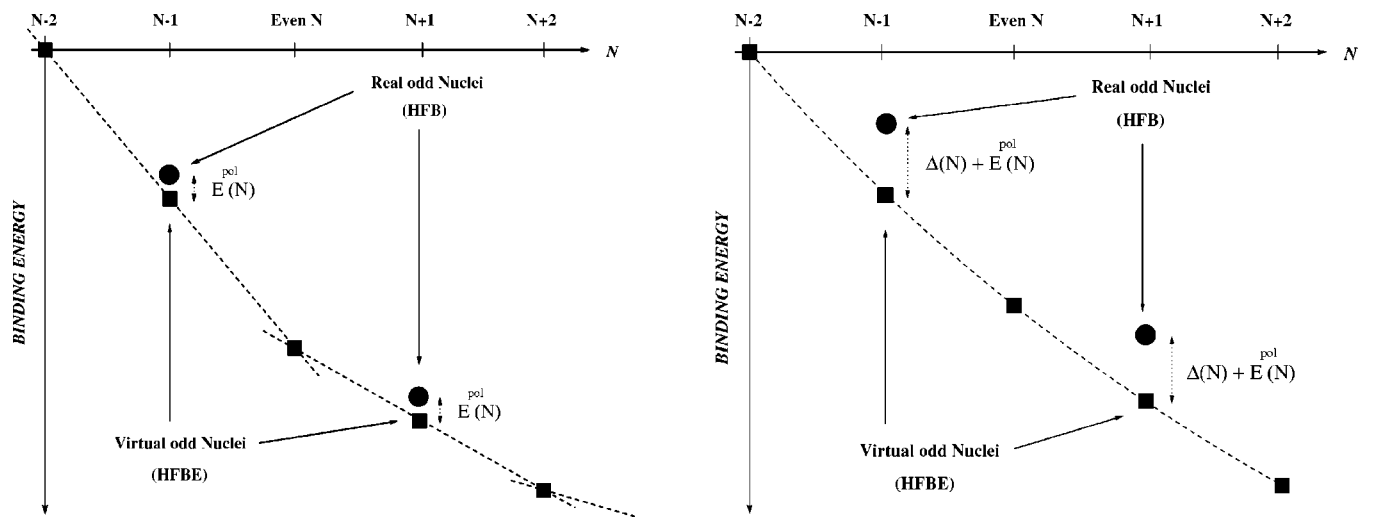 N-2 N-1 Even N N+1 N+2
N
Real odd Nuclei
(HFB)
pol
E (N)
BINDING ENERGY
pol
E (N)
Virtual odd Nuclei
(HFBE)
N-2 N-1 Even N N+1 N+2
N
Real odd Nuclei
(HFB)
pol
Δ(N) + E (N)
BINDING ENERGY
pol
Δ(N) + E (N)
Virtual odd Nuclei
(HFBE)